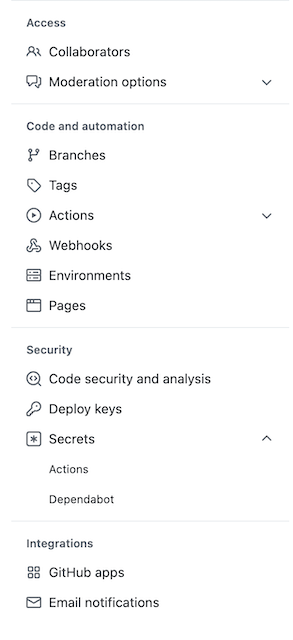 Access
Collaborators
Moderation options
Code and automation
Branches
Tags
Actions
Webhooks
Environments
Pages
Security
Code security and analysis
Deploy keys
Secrets
Actions
Dependabot
Integrations
GitHub apps
Email notifications